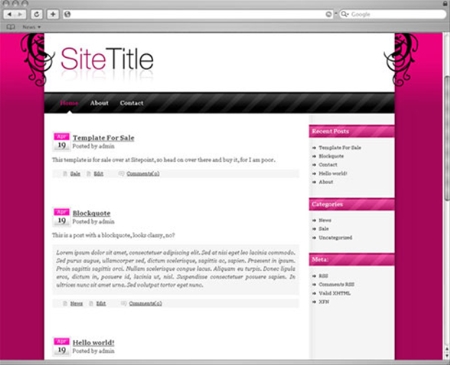 Google
News
SiteTitle
Home About Contact
Apr
19
Template For Sale
Posted by admin
This template is for sale over at Sitepoint, so head on over there and buy it, for I am poor.
Sale Edit Comments(0)
Apr
19
Blockquote
Posted by admin
This is a post with a blockquote, looks classy, no?
Lorem ipsum dolor sit amet, consectetuer adipiscing elit. Sed at nisi et leo lacinia commodo.
Sed purus augue, ullamcorper sed, dictum scelerisque, sagittis ac, sapien. Praesent in ipsum.
Proin sagittis sagittis orci. Nullam scelerisque congue lacus. Aliquam eu turpis. Donec ligula
eros, dictum in, posuere id, lacinia ut, nisl. Suspendisse consectetuer tempor sapien. In
ultrices nunc sit amet urna. Sed volutpat tortor eget nunc.
News Edit Comments(0)
Apr
19
Hello world!
Posted by admin
Recent Posts
Template For Sale
Blockquote
Contact
Hello world!
About
Categories
News
Sale
Uncategorized
Meta:
RSS
Comments RSS
Valid XHTML
XFN